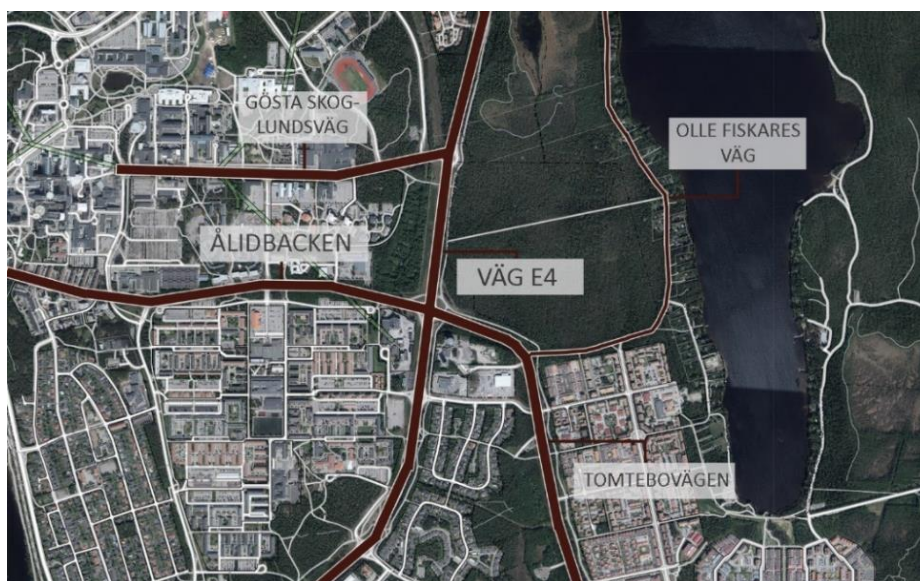 GÖSTA SKOG-
LUNDSVÄG
OLLE FISKARES
VÄG
ÅLIDBACKEN
VÄG E4
TOMTEBOVÄGEN